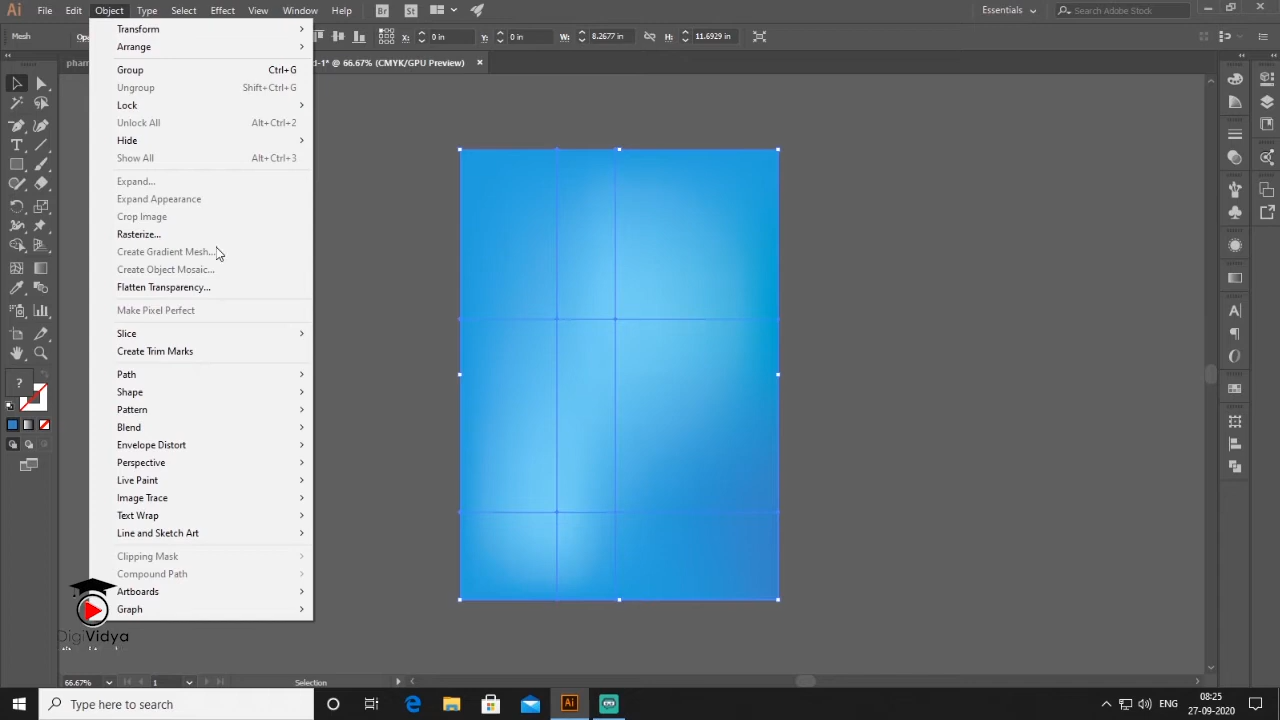 Ai File Edit Object Type Select Effect View Window Help Br St Essentials Search Adobe Stock
Mesh X: 0 in Y: 0 in W: 8.2677 in H: 11.6929 in
d-1* @ 66.67% (CMYK/GPU Preview)
Transform
Arrange
Group Ctrl+G
Ungroup Shift+Ctrl+G
Lock
Unlock All Alt+Ctrl+2
Hide
Show All Alt+Ctrl+3
Expand...
Expand Appearance
Crop Image
Rasterize...
Create Gradient Mesh...
Create Object Mosaic...
Flatten Transparency...
Make Pixel Perfect
Slice
Create Trim Marks
Path
Shape
Pattern
Blend
Envelope Distort
Perspective
Live Paint
Image Trace
Text Wrap
Line and Sketch Art
Clipping Mask
Compound Path
Artboards
Graph
DigiVidya
66.67% 1 Selection
Type here to search
Ai
ENG
08:25
27-09-2020